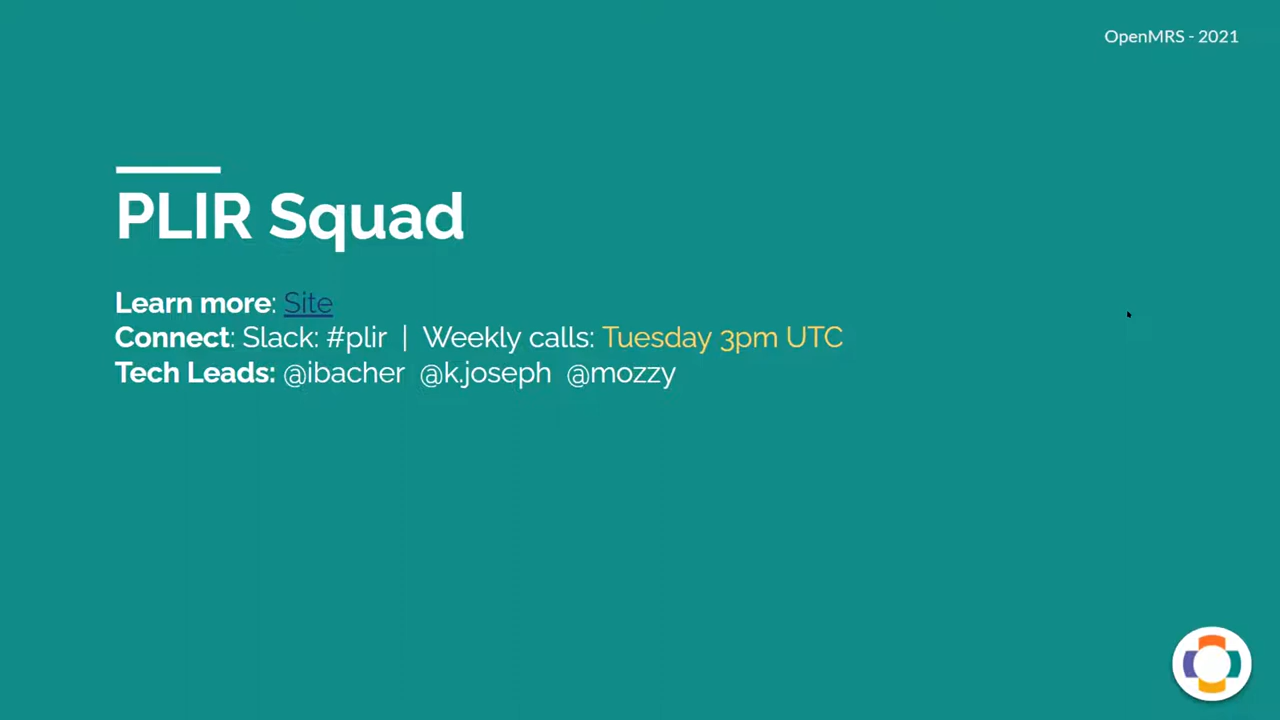 OpenMRS - 2021
PLIR Squad
Learn more: Site
Connect: Slack: #plir | Weekly calls: Tuesday 3pm UTC
Tech Leads: @ibacher @k.joseph @mozzy